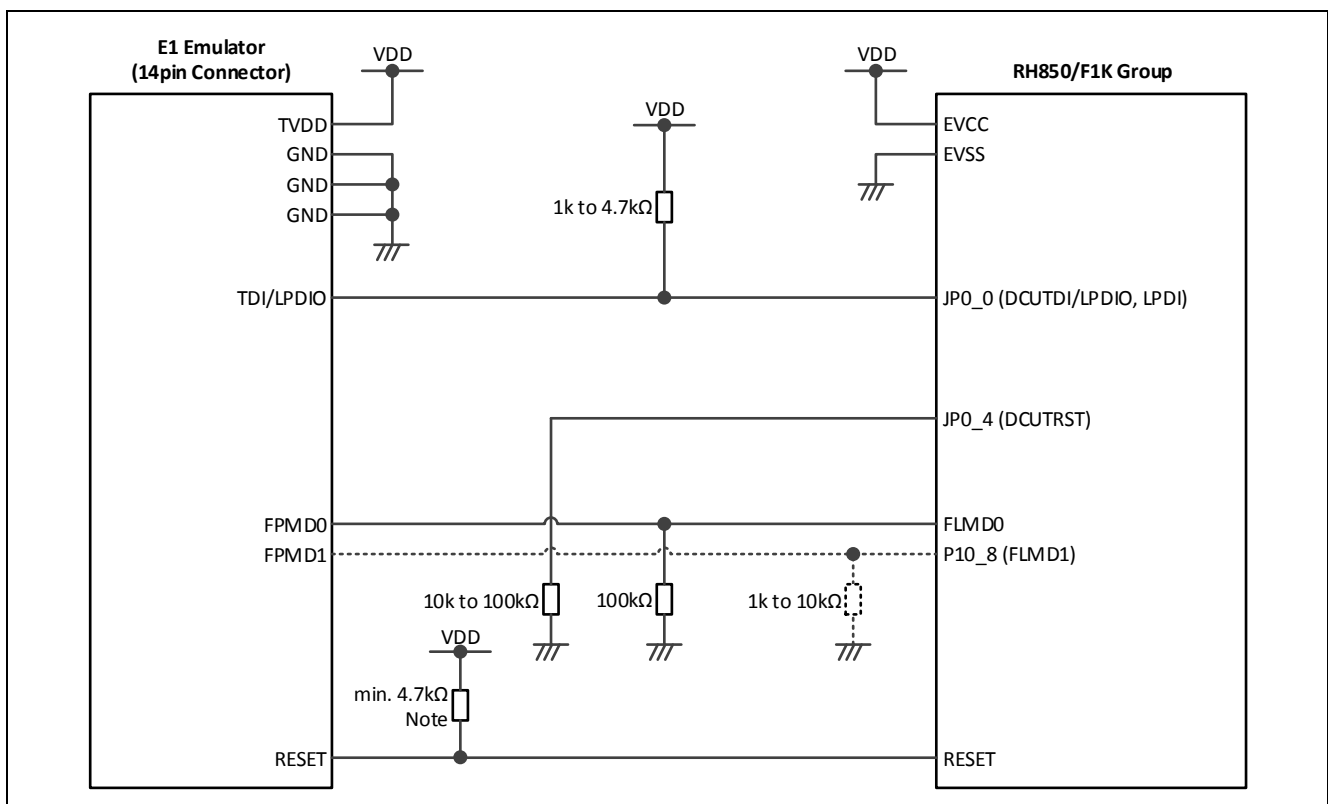 E1 Emulator
(14pin Connector)
VDD
VDD
RH850/F1K Group
VDD
TVDD
GND
GND
GND
EVCC
EVSS
1k to 4.7kΩ
TDI/LPDIO
JP0_0 (DCUTDI/LPDIO, LPDI)
JP0_4 (DCUTRST)
FPMD0
FLMD0
FPMD1
P10_8 (FLMD1)
10k to 100kΩ
100kΩ
1k to 10kΩ
VDD
min. 4.7kΩ
Note
RESET
RESET